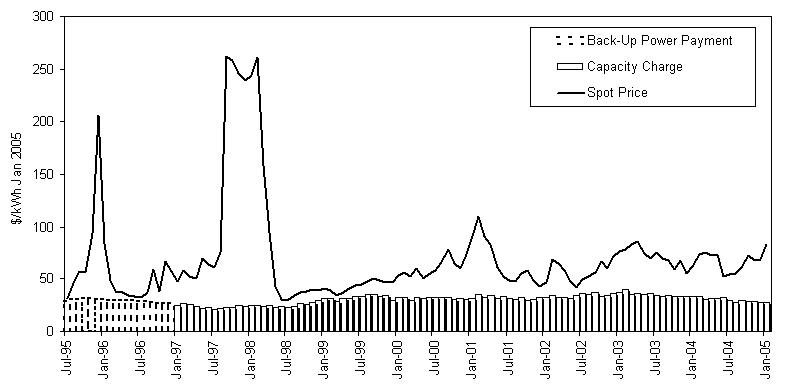 300
250
200
150
100
50
0
$/kWh Jan 2005
Back-Up Power Payment
Capacity Charge
Spot Price
Jul-95
Jan-96
Jul-96
Jan-97
Jul-97
Jan-98
Jul-98
Jan-99
Jul-99
Jan-00
Jul-00
Jan-01
Jul-01
Jan-02
Jul-02
Jan-03
Jul-03
Jan-04
Jul-04
Jan-05